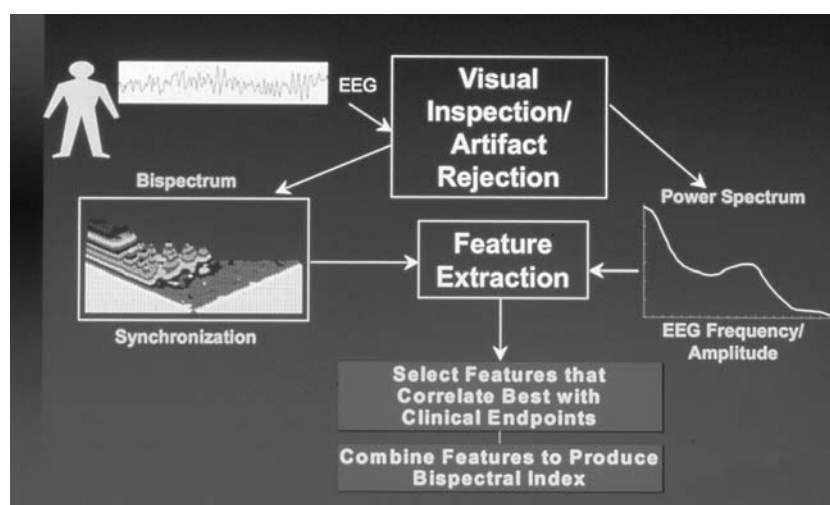 EEG
Visual
Inspection/
Artifact
Rejection
Bispectrum
Power Spectrum
Feature
Extraction
Synchronization
EEG Frequency/
Amplitude
Select Features that
Correlate Best with
Clinical Endpoints
Combine Features to Produce
Bispectral Index